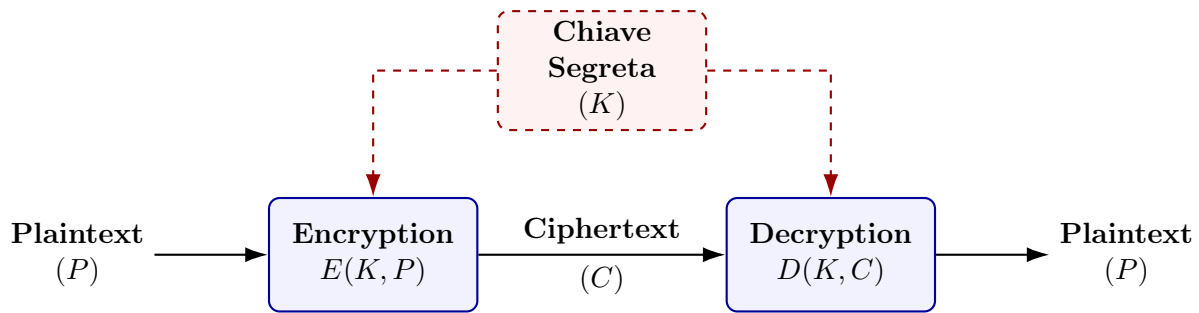 Chiave
Segreta
(K)
Plaintext
(P)
Encryption
E(K, P)
Ciphertext
(C)
Decryption
D(K, C)
Plaintext
(P)